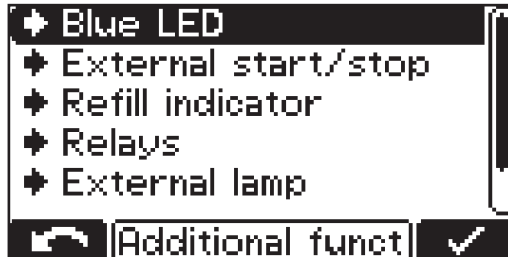 Blue LED
External start/stop
Refill indicator
Relays
External lamp
Additional funct